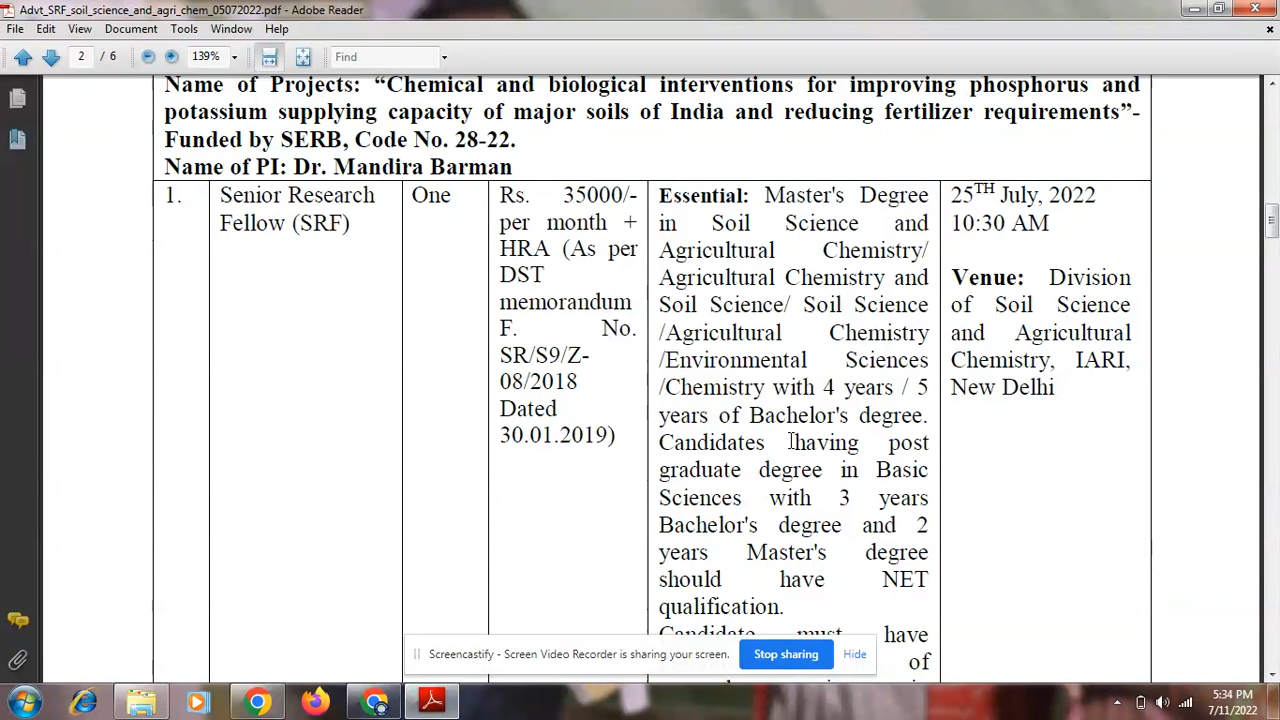 Advt_SRF_soil_science_and_agri_chem_05072022.pdf - Adobe Reader
File Edit View Document Tools Window Help
2 / 6 139% Find
Name of Projects: “Chemical and biological interventions for improving phosphorus and
potassium supplying capacity of major soils of India and reducing fertilizer requirements”-
Funded by SERB, Code No. 28-22.
Name of PI: Dr. Mandira Barman
1.
Senior Research
Fellow (SRF)
One
Rs. 35000/-
per month +
HRA (As per
DST
memorandum
F. No.
SR/S9/Z-
08/2018
Dated
30.01.2019)
Essential: Master's Degree
in Soil Science and
Agricultural Chemistry/
Agricultural Chemistry and
Soil Science/ Soil Science
/Agricultural Chemistry
/Environmental Sciences
/Chemistry with 4 years / 5
years of Bachelor's degree.
Candidates having post
graduate degree in Basic
Sciences with 3 years
Bachelor's degree and 2
years Master's degree
should have NET
qualification.
Candidate must have
of
25TH July, 2022
10:30 AM
Venue: Division
of Soil Science
and Agricultural
Chemistry, IARI,
New Delhi
Screencastify - Screen Video Recorder is sharing your screen. Stop sharing Hide
5:34 PM
7/11/2022